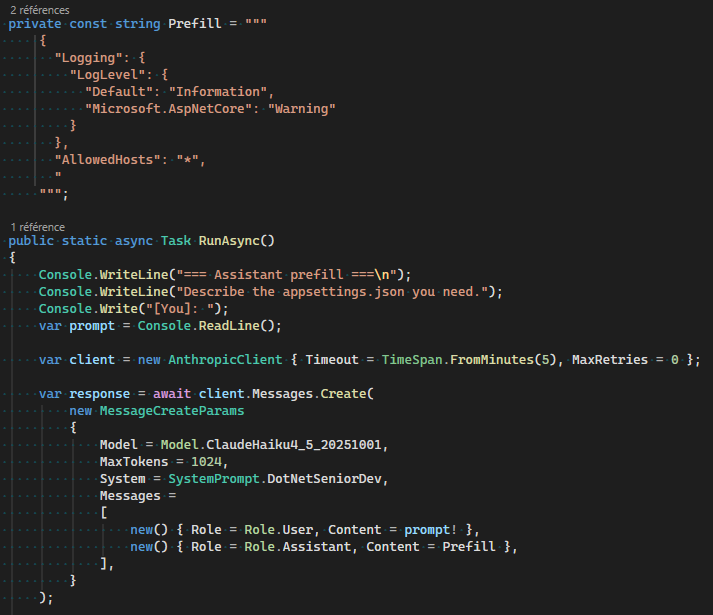 2 références
private const string Prefill = """
    {
      "Logging": {
        "LogLevel": {
          "Default": "Information",
          "Microsoft.AspNetCore": "Warning"
        }
      },
      "AllowedHosts": "*",
      "
    """;
1 référence
public static async Task RunAsync()
{
    Console.WriteLine("=== Assistant prefill ===\n");
    Console.WriteLine("Describe the appsettings.json you need.");
    Console.Write("[You]: ");
    var prompt = Console.ReadLine();
    var client = new AnthropicClient { Timeout = TimeSpan.FromMinutes(5), MaxRetries = 0 };
    var response = await client.Messages.Create(
        new MessageCreateParams
        {
            Model = Model.ClaudeHaiku4_5_20251001,
            MaxTokens = 1024,
            System = SystemPrompt.DotNetSeniorDev,
            Messages =
            [
                new() { Role = Role.User, Content = prompt! },
                new() { Role = Role.Assistant, Content = Prefill },
            ],
        }
    );